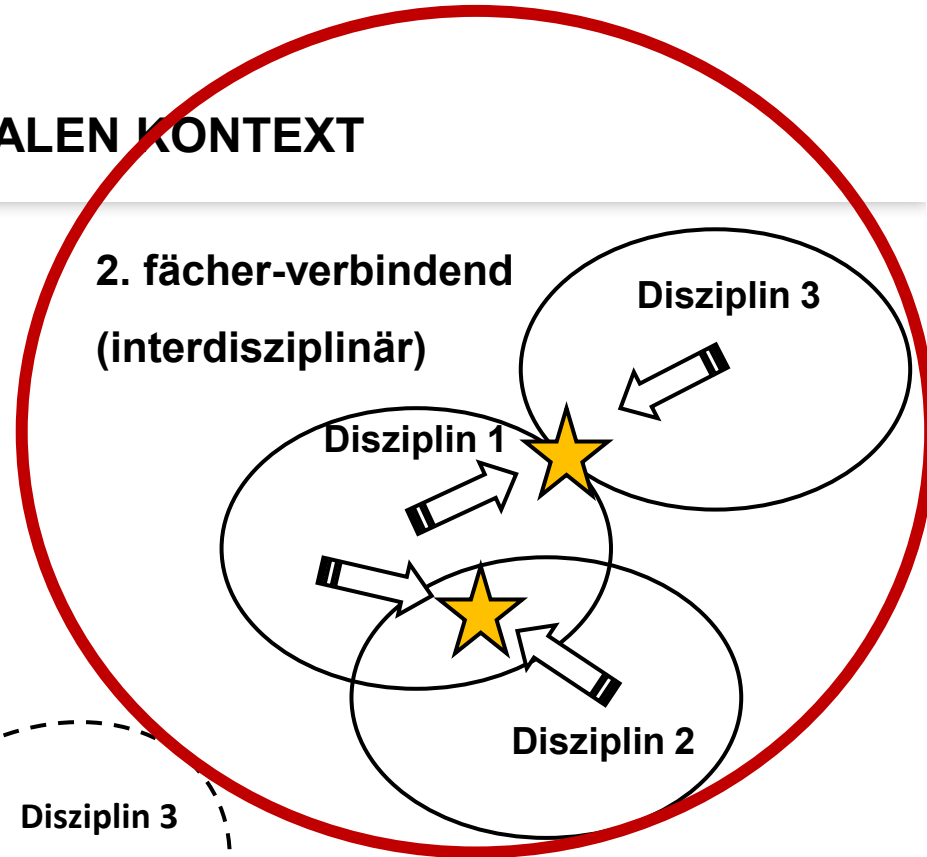 ALEN KONTEXT
2. fächer-verbindend
(interdisziplinär)
Disziplin 3
Disziplin 1
Disziplin 2
Disziplin 3